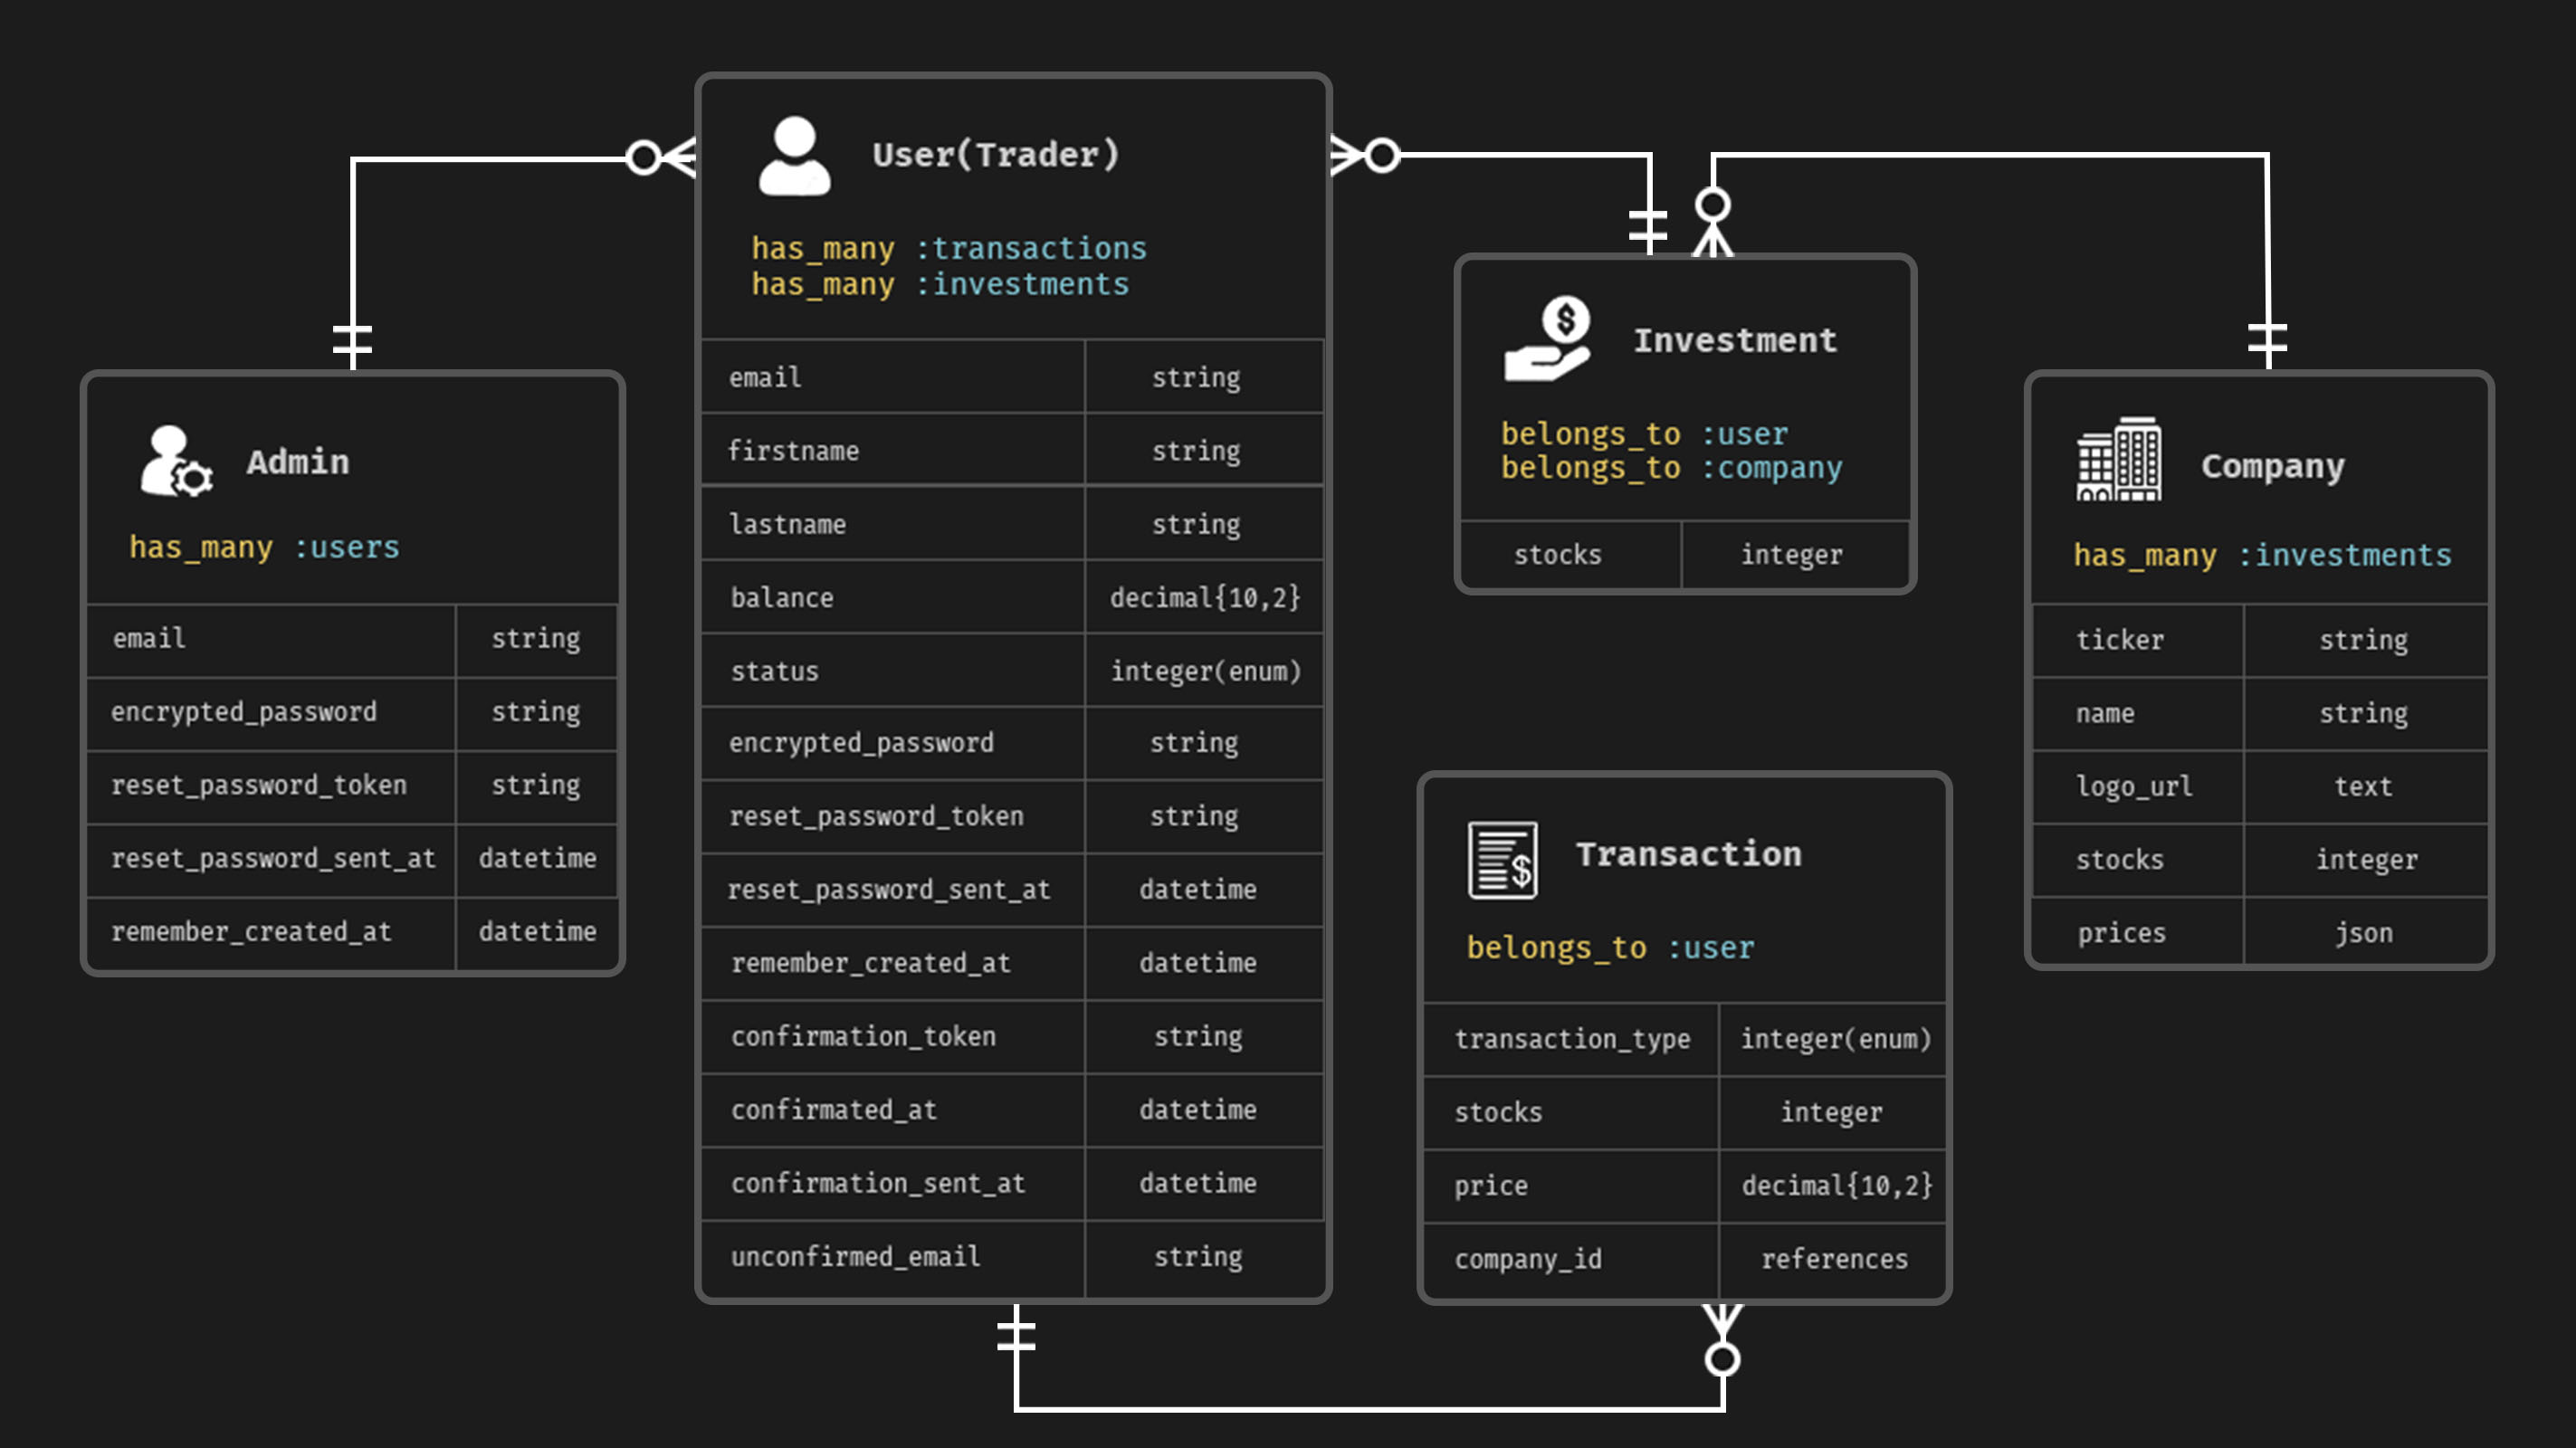 User(Trader)
has_many :transactions
has_many :investments
email string
firstname string
lastname string
balance decimal{10,2}
status integer(enum)
encrypted_password string
reset_password_token string
reset_password_sent_at datetime
remember_created_at datetime
confirmation_token string
confirmated_at datetime
confirmation_sent_at datetime
unconfirmed_email string
Admin
has_many :users
email string
encrypted_password string
reset_password_token string
reset_password_sent_at datetime
remember_created_at datetime
$
Investment
belongs_to :user
belongs_to :company
stocks integer
$
Transaction
belongs_to :user
transaction_type integer(enum)
stocks integer
price decimal{10,2}
company_id references
Company
has_many :investments
ticker string
name string
logo_url text
stocks integer
prices json